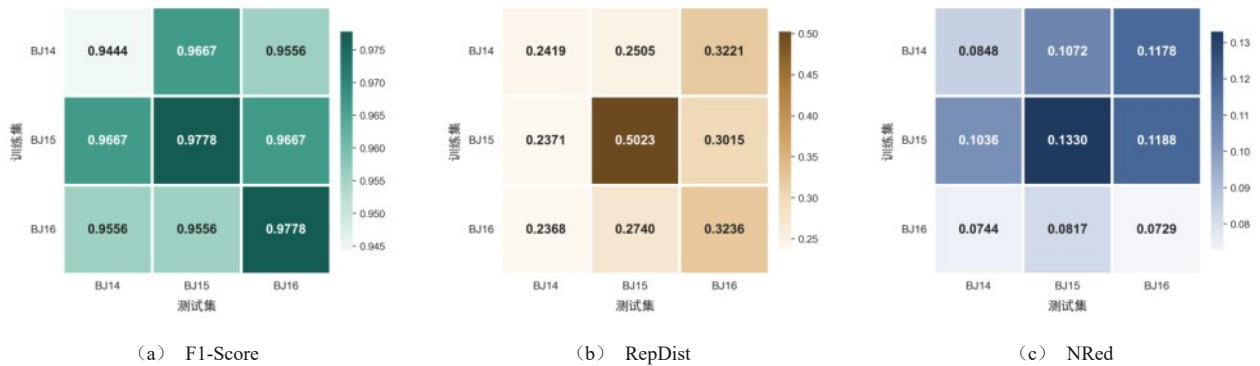 BJ14 0.9444 0.9667 0.9556
BJ15 0.9667 0.9778 0.9667
BJ16 0.9556 0.9556 0.9778
BJ14 BJ15 BJ16
训练集
测试集
0.975
0.970
0.965
0.960
0.955
0.950
0.945
(a) F1-Score
BJ14 0.2419 0.2505 0.3221
BJ15 0.2371 0.5023 0.3015
BJ16 0.2368 0.2740 0.3236
BJ14 BJ15 BJ16
训练集
测试集
0.50
0.45
0.40
0.35
0.30
0.25
(b) RepDist
BJ14 0.0848 0.1072 0.1178
BJ15 0.1036 0.1330 0.1188
BJ16 0.0744 0.0817 0.0729
BJ14 BJ15 BJ16
训练集
测试集
0.13
0.12
0.11
0.10
0.09
0.08
(c) NRed